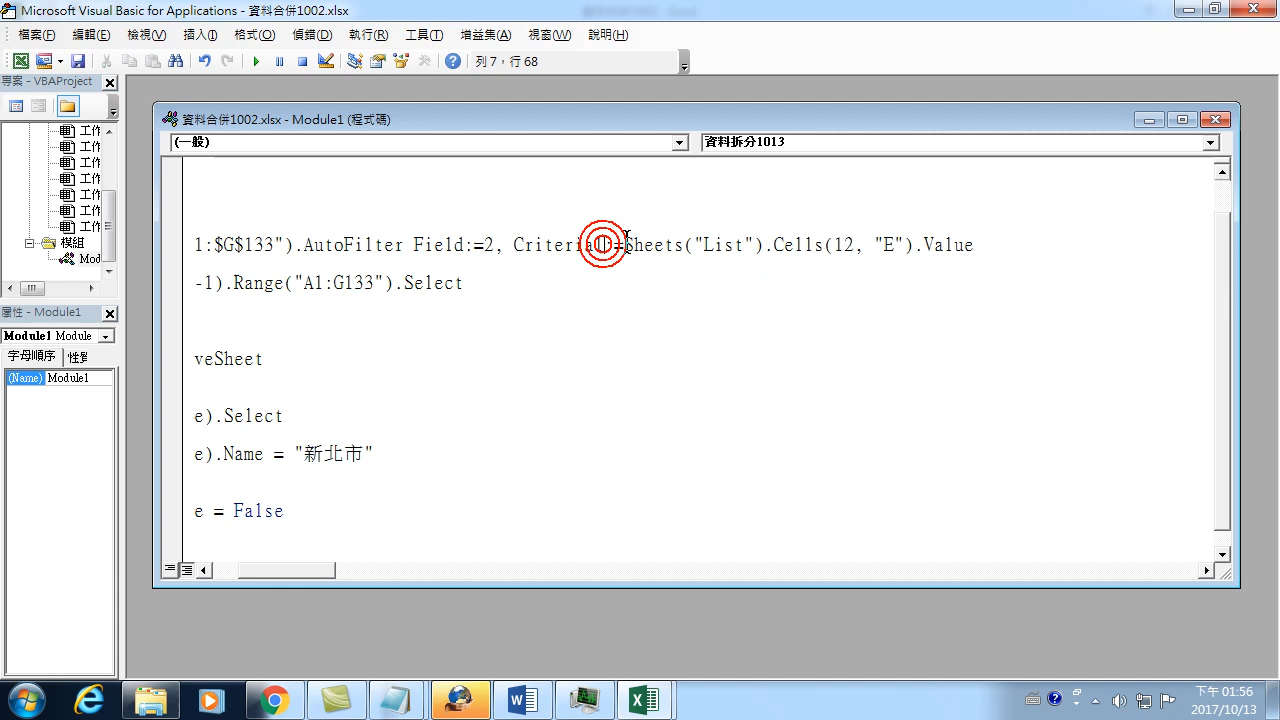 Microsoft Visual Basic for Applications - 資料合併1002.xlsx
檔案(F) 編輯(E) 檢視(V) 插入(I) 格式(O) 偵錯(D) 執行(R) 工具(T) 增益集(A) 視窗(W) 說明(H)
列 7，行 68
專案 - VBAProject
工作
工作
工作
工作
工作
工作
工作
模組
Mod
屬性 - Module1
Module1 Module
字母順序
(Name) Module1
資料合併1002.xlsx - Module1 (程式碼)
(一般) 資料拆分1013
1:$G$133").AutoFilter Field:=2, Criteria1:=Sheets("List").Cells(12, "E").Value
-1).Range("A1:G133").Select
veSheet
e).Select
e).Name = "新北市"
e = False
下午 01:56
2017/10/13